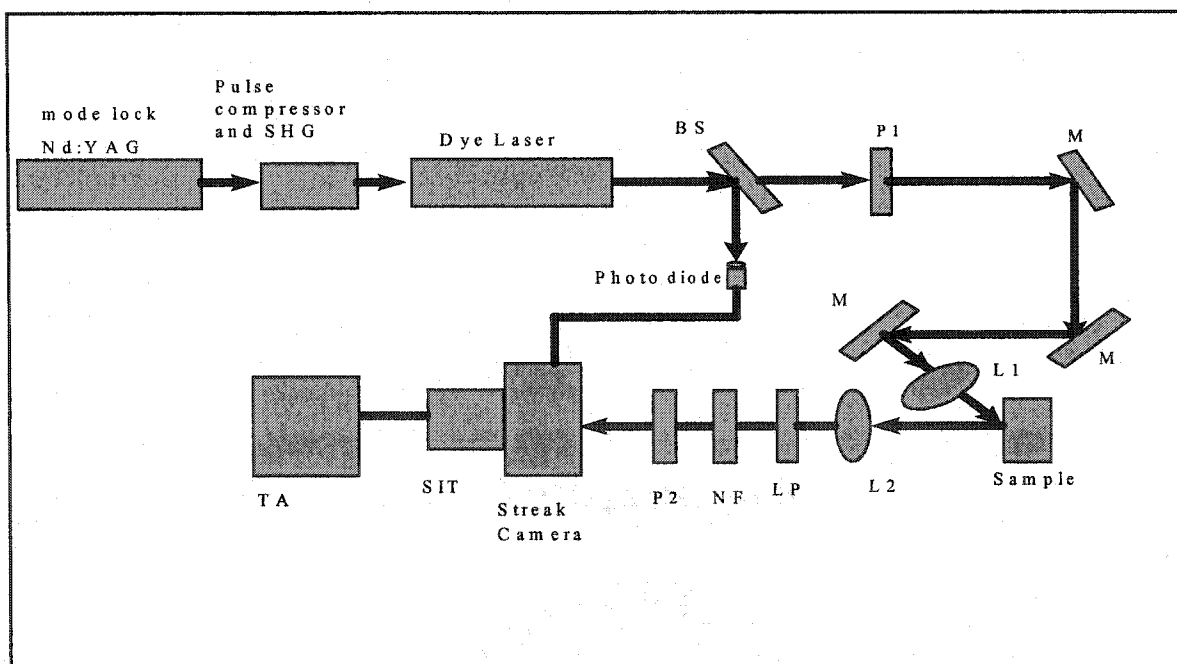 mode lock
Nd:YAG
Pulse
compressor
and SHG
Dye Laser
BS
P1
M
Photo diode
M
M
L1
TA
SIT
Streak
Camera
P2
NF
LP
L2
Sample